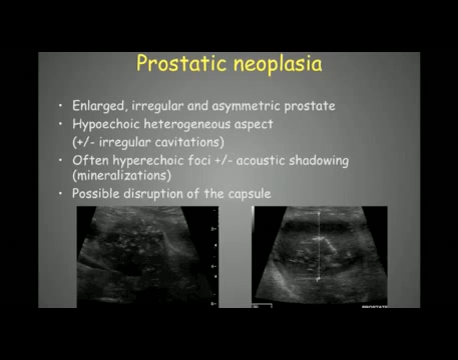 Prostatic neoplasia
• Enlarged, irregular and asymmetric prostate
• Hypoechoic heterogeneous aspect
(+/- irregular cavitations)
• Often hyperechoic foci +/- acoustic shadowing
(mineralizations)
• Possible disruption of the capsule
PROSTATE